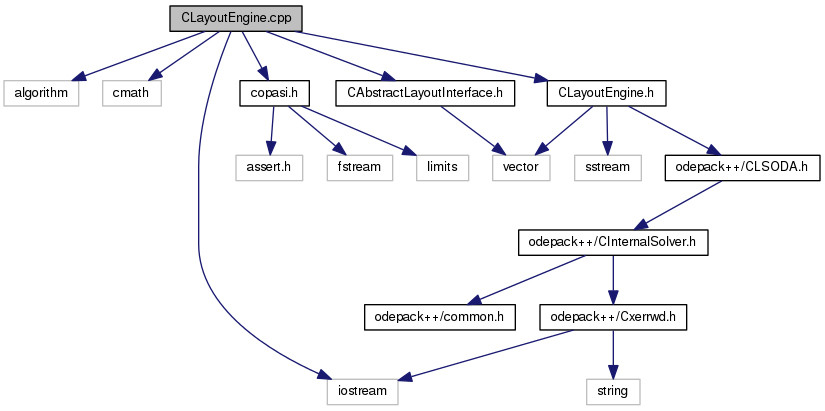 CLayoutEngine.cpp
algorithm
cmath
copasi.h
CAbstractLayoutInterface.h
CLayoutEngine.h
assert.h
fstream
limits
vector
sstream
odepack++/CLSODA.h
odepack++/CInternalSolver.h
odepack++/common.h
odepack++/Cxerrwd.h
iostream
string